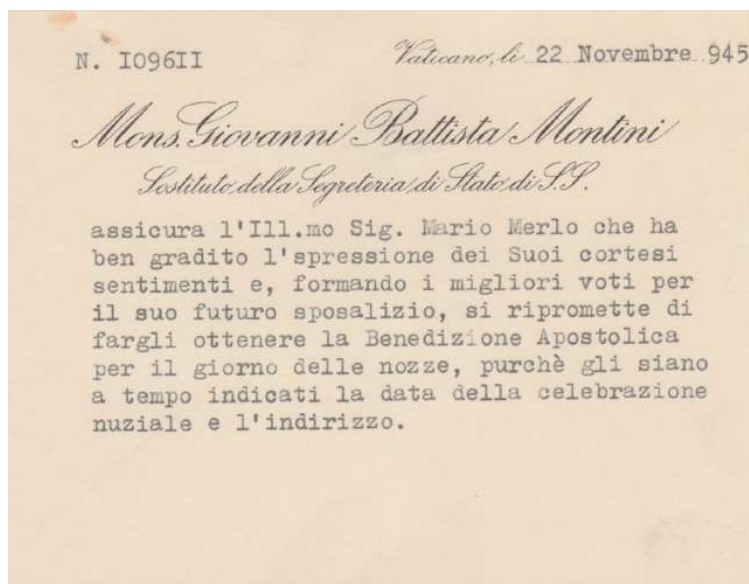 N. I096II
Vaticano, li 22 Novembre 945
Mons. Giovanni Battista Montini
Sostituto della Segreteria di Stato di S.S.
assicura l'Ill.mo Sig. Mario Merlo che ha
ben gradito l'spressione dei Suoi cortesi
sentimenti e, formando i migliori voti per
il suo futuro sposalizio, si ripromette di
fargli ottenere la Benedizione Apostolica
per il giorno delle nozze, purchè gli siano
a tempo indicati la data della celebrazione
nuziale e l'indirizzo.